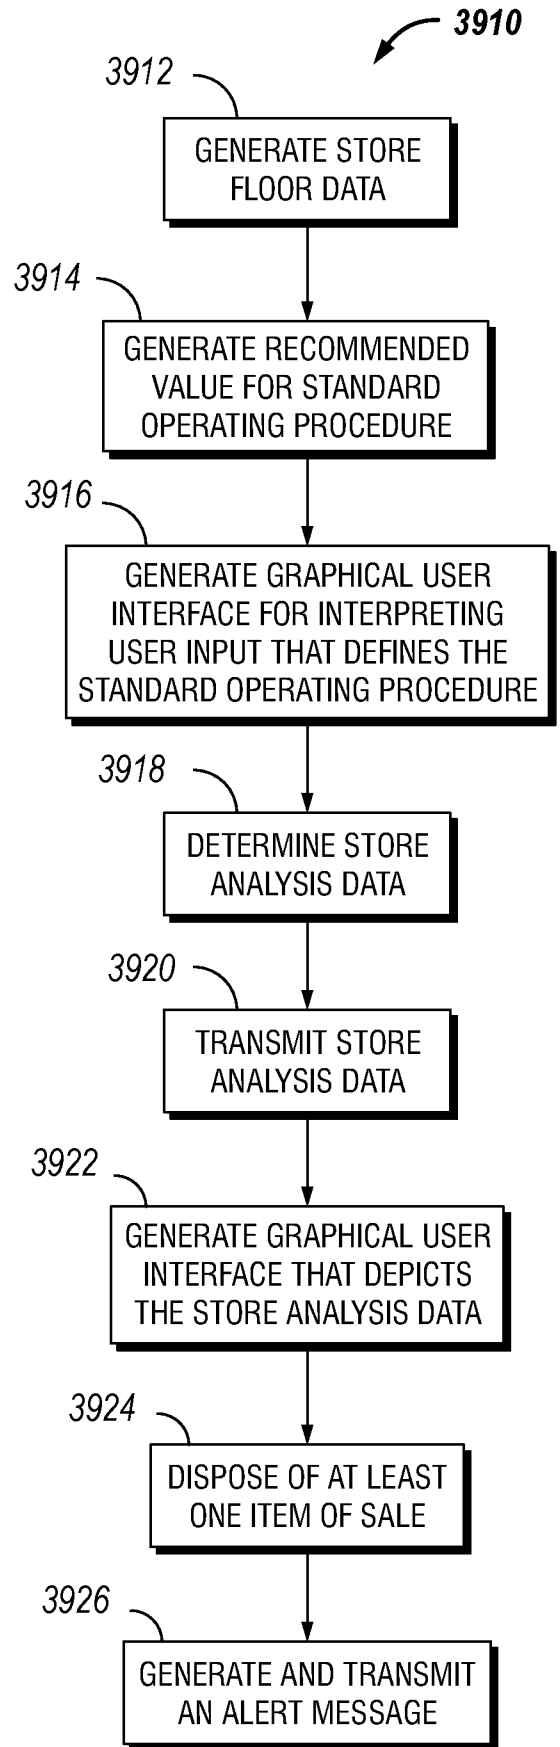 3910
3912
GENERATE STORE
FLOOR DATA
3914
GENERATE RECOMMENDED
VALUE FOR STANDARD
OPERATING PROCEDURE
3916
GENERATE GRAPHICAL USER
INTERFACE FOR INTERPRETING
USER INPUT THAT DEFINES THE
STANDARD OPERATING PROCEDURE
3918
DETERMINE STORE
ANALYSIS DATA
3920
TRANSMIT STORE
ANALYSIS DATA
3922
GENERATE GRAPHICAL USER
INTERFACE THAT DEPICTS
THE STORE ANALYSIS DATA
3924
DISPOSE OF AT LEAST
ONE ITEM OF SALE
3926
GENERATE AND TRANSMIT
AN ALERT MESSAGE